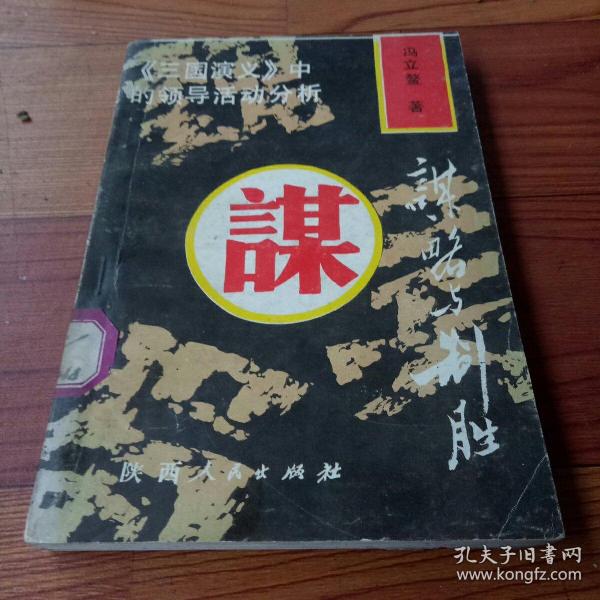 《三國演义》中
的领导活动分析
冯立鳌 著
謀
謀略与制胜
陕西人民出版社
孔夫子旧书网
www.kongfz.com